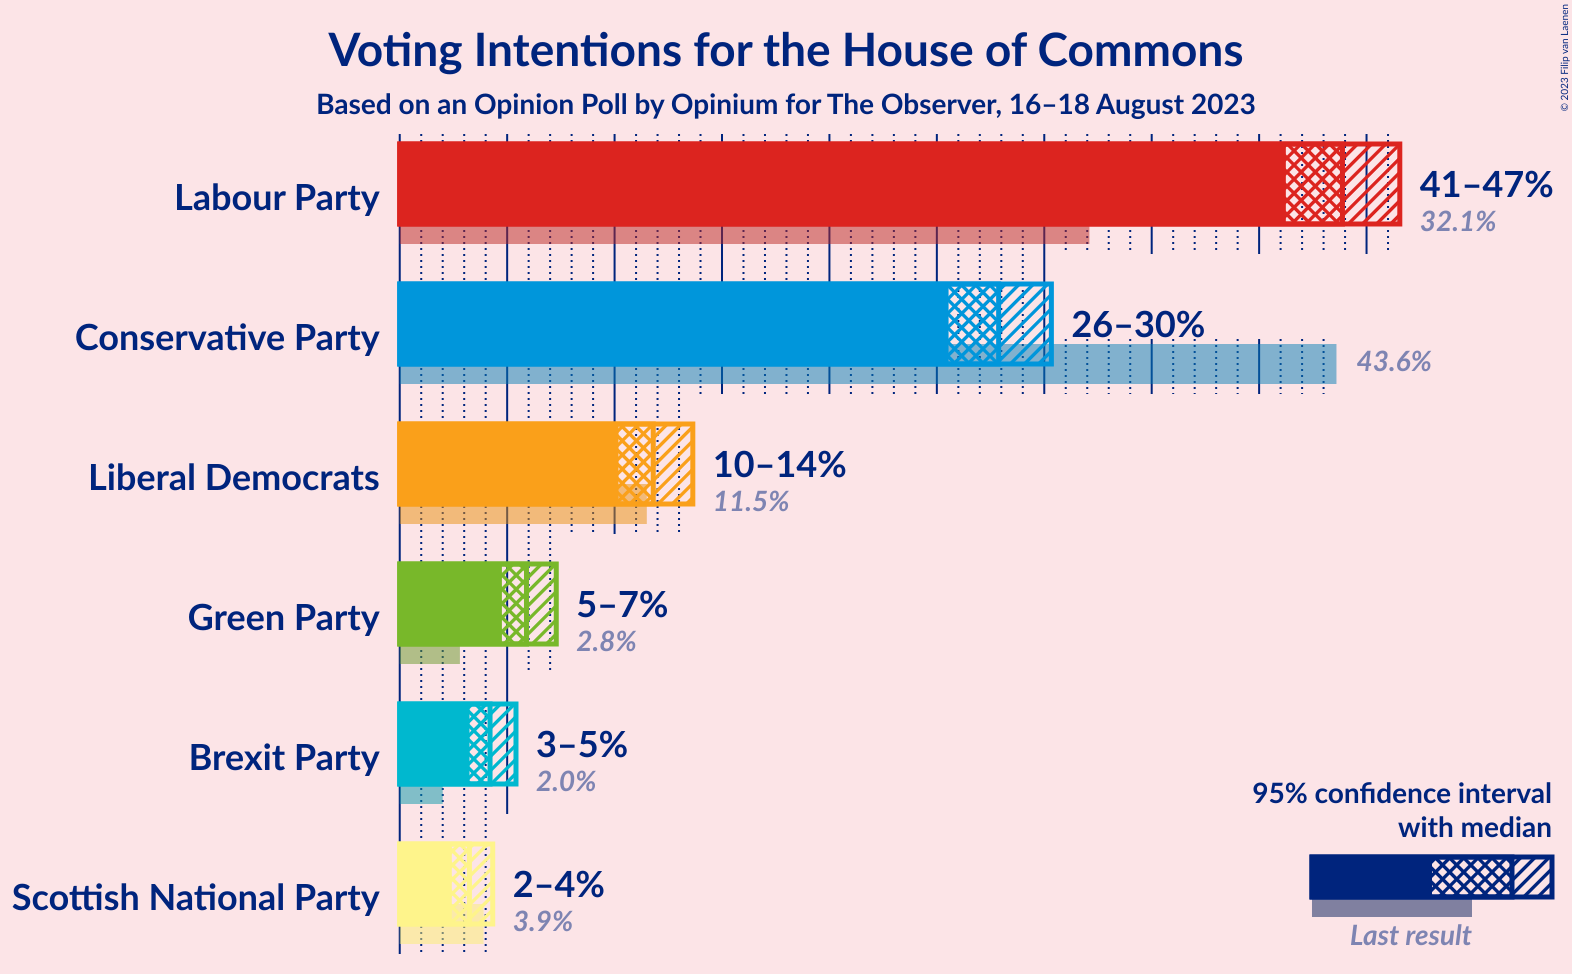 Voting Intentions for the House of Commons
Based on an Opinion Poll by Opinium for The Observer, 16–18 August 2023
© 2023 Filip van Laenen
Labour Party
41–47%
32.1%
Conservative Party
26–30%
43.6%
Liberal Democrats
10–14%
11.5%
Green Party
5–7%
2.8%
Brexit Party
3–5%
2.0%
Scottish National Party
2–4%
3.9%
95% confidence interval
with median
Last result